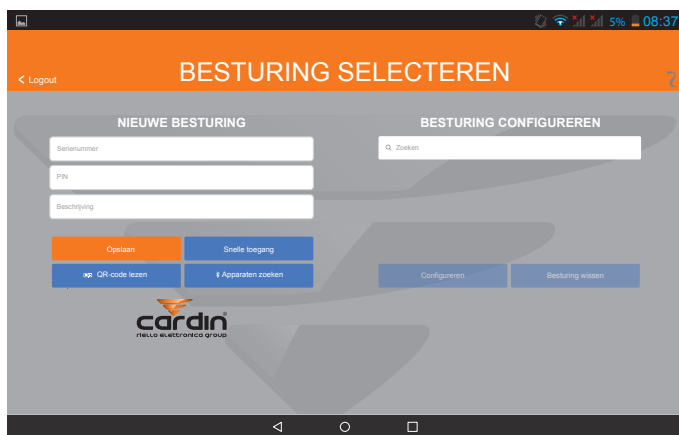 5% 08:37
Logout
BESTURING SELECTEREN
NIEUWE BESTURING
BESTURING CONFIGUREREN
Serienummer
Zoeken
PIN
Beschrijving
Opslaan
Snelle toegang
QR-code lezen
Apparaten zoeken
Configureren
Besturing wissen
cardin
riello elettronica group